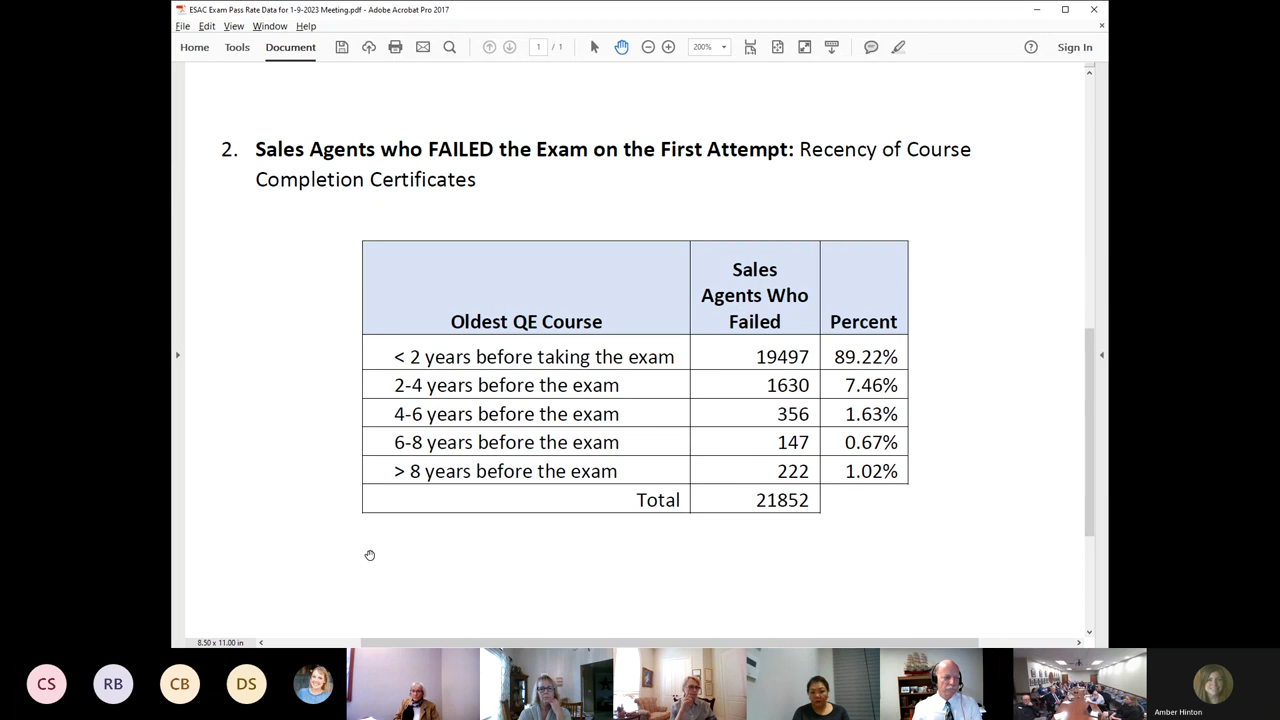 ESAC Exam Pass Rate Data for 1-9-2023 Meeting.pdf - Adobe Acrobat Pro 2017
File Edit View Window Help
Home Tools Document 1 / 1 200% Sign In
2. Sales Agents who FAILED the Exam on the First Attempt: Recency of Course
Completion Certificates
Oldest QE Course Sales Agents Who Failed Percent
< 2 years before taking the exam 19497 89.22%
2-4 years before the exam 1630 7.46%
4-6 years before the exam 356 1.63%
6-8 years before the exam 147 0.67%
> 8 years before the exam 222 1.02%
Total 21852
8.50 x 11.00 in
CS RB CB DS
Amber Hinton